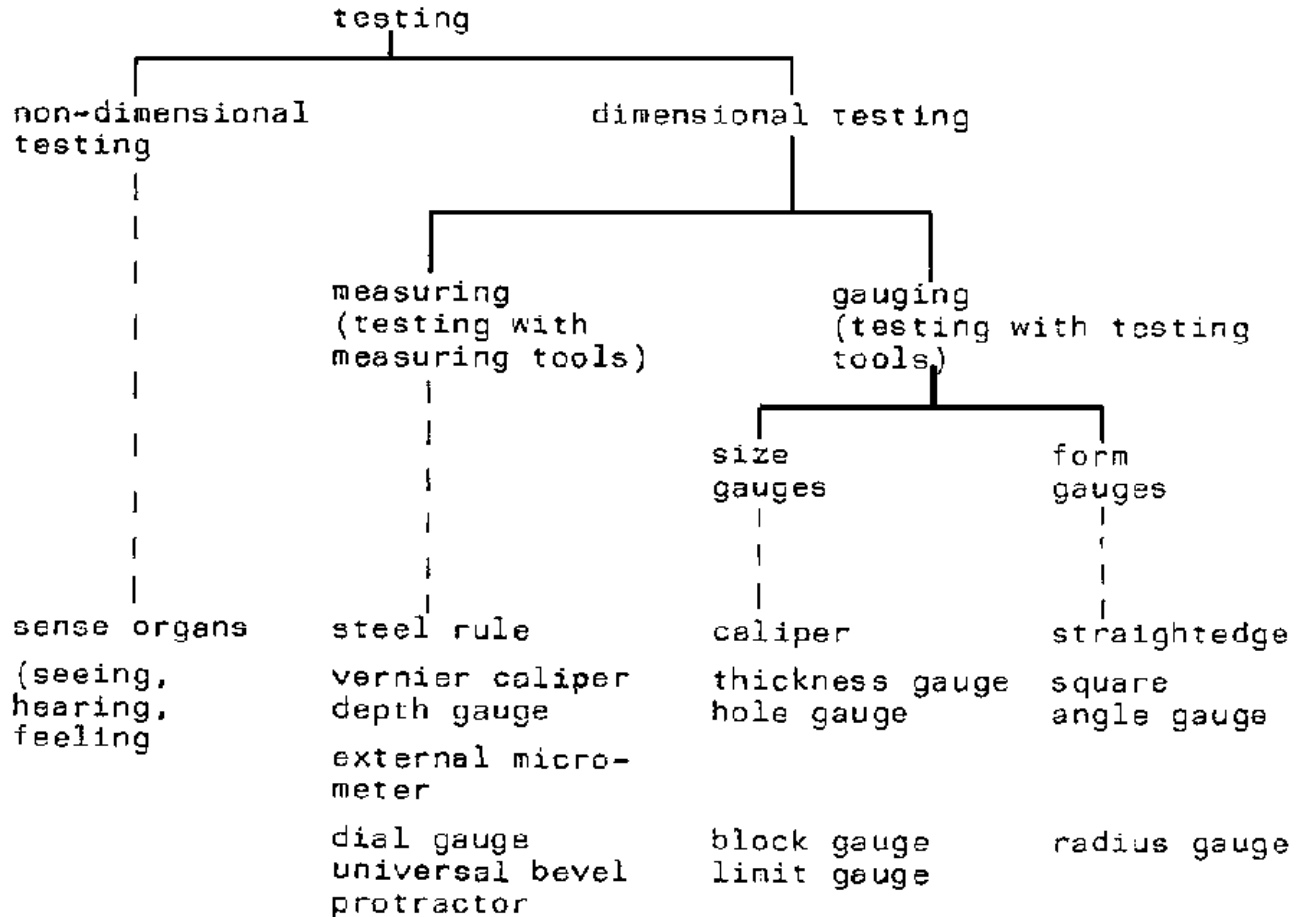 testing
non-dimensional
testing
dimensional testing
measuring
(testing with
measuring tools)
gauging
(testing with testing
tools)
size
gauges
form
gauges
sense organs
(seeing,
hearing,
feeling
steel rule
vernier caliper
depth gauge
external micro-
meter
dial gauge
universal bevel
protractor
caliper
thickness gauge
hole gauge
block gauge
limit gauge
straightedge
square
angle gauge
radius gauge